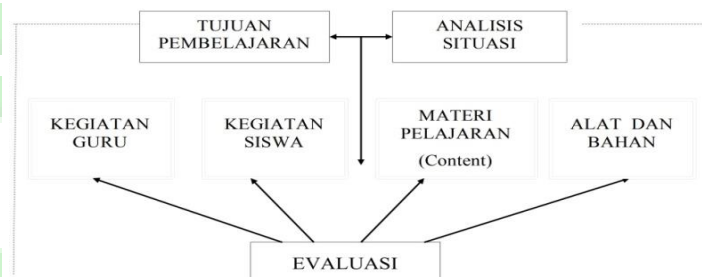 TUJUAN
PEMBELAJARAN
ANALISIS
SITUASI
KEGIATAN
GURU
KEGIATAN
SISWA
MATERI
PELAJARAN
(Content)
ALAT DAN
BAHAN
EVALUASI